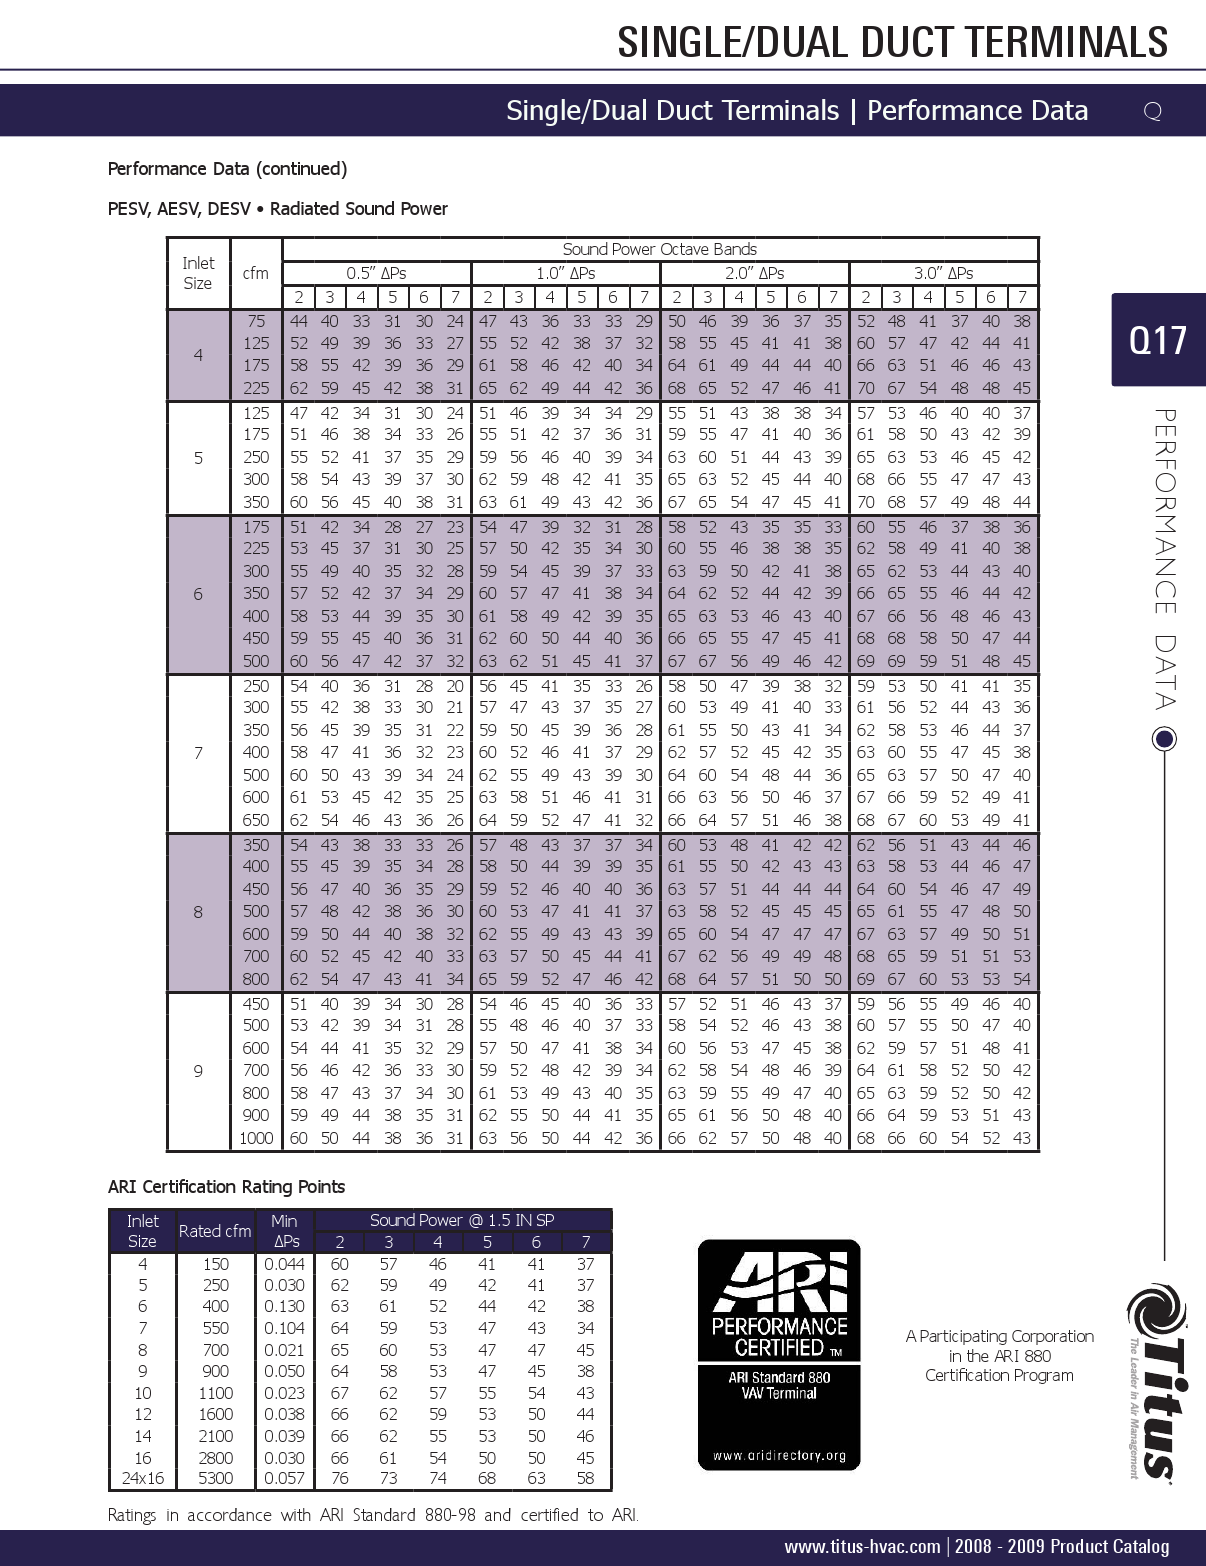 SINGLE/DUAL DUCT TERMINALS
Single/Dual Duct Terminals | Performance Data Q
Performance Data (continued)
PESV, AESV, DESV • Radiated Sound Power
Inlet Size cfm Sound Power Octave Bands
0.5” ΔPs 1.0” ΔPs 2.0” ΔPs 3.0” ΔPs
2 3 4 5 6 7 2 3 4 5 6 7 2 3 4 5 6 7 2 3 4 5 6 7
4
75 44 40 33 31 30 24 47 43 36 33 33 29 50 46 39 36 37 35 52 48 41 37 40 38
125 52 49 39 36 33 27 55 52 42 38 37 32 58 55 45 41 41 38 60 57 47 42 44 41
175 58 55 42 39 36 29 61 58 46 42 40 34 64 61 49 44 44 40 66 63 51 46 46 43
225 62 59 45 42 38 31 65 62 49 44 42 36 68 65 52 47 46 41 70 67 54 48 48 45
5
125 47 42 34 31 30 24 51 46 39 34 34 29 55 51 43 38 38 34 57 53 46 40 40 37
175 51 46 38 34 33 26 55 51 42 37 36 31 59 55 47 41 40 36 61 58 50 43 42 39
250 55 52 41 37 35 29 59 56 46 40 39 34 63 60 51 44 43 39 65 63 53 46 45 42
300 58 54 43 39 37 30 62 59 48 42 41 35 65 63 52 45 44 40 68 66 55 47 47 43
350 60 56 45 40 38 31 63 61 49 43 42 36 67 65 54 47 45 41 70 68 57 49 48 44
6
175 51 42 34 28 27 23 54 47 39 32 31 28 58 52 43 35 35 33 60 55 46 37 38 36
225 53 45 37 31 30 25 57 50 42 35 34 30 60 55 46 38 38 35 62 58 49 41 40 38
300 55 49 40 35 32 28 59 54 45 39 37 33 63 59 50 42 41 38 65 62 53 44 43 40
350 57 52 42 37 34 29 60 57 47 41 38 34 64 62 52 44 42 39 66 65 55 46 44 42
400 58 53 44 39 35 30 61 58 49 42 39 35 65 63 53 46 43 40 67 66 56 48 46 43
450 59 55 45 40 36 31 62 60 50 44 40 36 66 65 55 47 45 41 68 68 58 50 47 44
500 60 56 47 42 37 32 63 62 51 45 41 37 67 67 56 49 46 42 69 69 59 51 48 45
7
250 54 40 36 31 28 20 56 45 41 35 33 26 58 50 47 39 38 32 59 53 50 41 41 35
300 55 42 38 33 30 21 57 47 43 37 35 27 60 53 49 41 40 33 61 56 52 44 43 36
350 56 45 39 35 31 22 59 50 45 39 36 28 61 55 50 43 41 34 62 58 53 46 44 37
400 58 47 41 36 32 23 60 52 46 41 37 29 62 57 52 45 42 35 63 60 55 47 45 38
500 60 50 43 39 34 24 62 55 49 43 39 30 64 60 54 48 44 36 65 63 57 50 47 40
600 61 53 45 42 35 25 63 58 51 46 41 31 66 63 56 50 46 37 67 66 59 52 49 41
650 62 54 46 43 36 26 64 59 52 47 41 32 66 64 57 51 46 38 68 67 60 53 49 41
8
350 54 43 38 33 33 26 57 48 43 37 37 34 60 53 48 41 42 42 62 56 51 43 44 46
400 55 45 39 35 34 28 58 50 44 39 39 35 61 55 50 42 43 43 63 58 53 44 46 47
450 56 47 40 36 35 29 59 52 46 40 40 36 63 57 51 44 44 44 64 60 54 46 47 49
500 57 48 42 38 36 30 60 53 47 41 41 37 63 58 52 45 45 45 65 61 55 47 48 50
600 59 50 44 40 38 32 62 55 49 43 43 39 65 60 54 47 47 47 67 63 57 49 50 51
700 60 52 45 42 40 33 63 57 50 45 44 41 67 62 56 49 49 48 68 65 59 51 51 53
800 62 54 47 43 41 34 65 59 52 47 46 42 68 64 57 51 50 50 69 67 60 53 53 54
9
450 51 40 39 34 30 28 54 46 45 40 36 33 57 52 51 46 43 37 59 56 55 49 46 40
500 53 42 39 34 31 28 55 48 46 40 37 33 58 54 52 46 43 38 60 57 55 50 47 40
600 54 44 41 35 32 29 57 50 47 41 38 34 60 56 53 47 45 38 62 59 57 51 48 41
700 56 46 42 36 33 30 59 52 48 42 39 34 62 58 54 48 46 39 64 61 58 52 50 42
800 58 47 43 37 34 30 61 53 49 43 40 35 63 59 55 49 47 40 65 63 59 52 50 42
900 59 49 44 38 35 31 62 55 50 44 41 35 65 61 56 50 48 40 66 64 59 53 51 43
1000 60 50 44 38 36 31 63 56 50 44 42 36 66 62 57 50 48 40 68 66 60 54 52 43
Q17
PERFORMANCE DATA
ARI Certification Rating Points
Inlet Size Rated cfm Min ΔPs Sound Power @ 1.5 IN SP
2 3 4 5 6 7
4 150 0.044 60 57 46 41 41 37
5 250 0.030 62 59 49 42 41 37
6 400 0.130 63 61 52 44 42 38
7 550 0.104 64 59 53 47 43 34
8 700 0.021 65 60 53 47 47 45
9 900 0.050 64 58 53 47 45 38
10 1100 0.023 67 62 57 55 54 43
12 1600 0.038 66 62 59 53 50 44
14 2100 0.039 66 62 55 53 50 46
16 2800 0.030 66 61 54 50 50 45
24x16 5300 0.057 76 73 74 68 63 58
Ratings in accordance with ARI Standard 880-98 and certified to ARI.
ARI
PERFORMANCE
CERTIFIED TM
ARI Standard 880
VAV Terminal
www.aridirectory.org
A Participating Corporation
in the ARI 880
Certification Program
Titus
The Leader in Air Management
www.titus-hvac.com | 2008 - 2009 Product Catalog